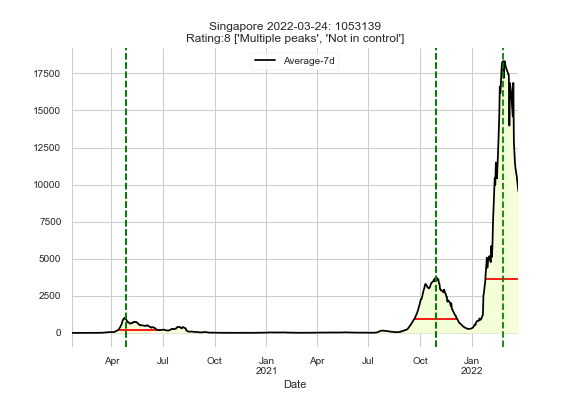 Singapore 2022-03-24: 1053139
Rating:8 ['Multiple peaks', 'Not in control']
Average-7d
17500
15000
12500
10000
7500
5000
2500
0
Apr Jul Oct Jan Apr Jul Oct Jan
2021 2022
Date